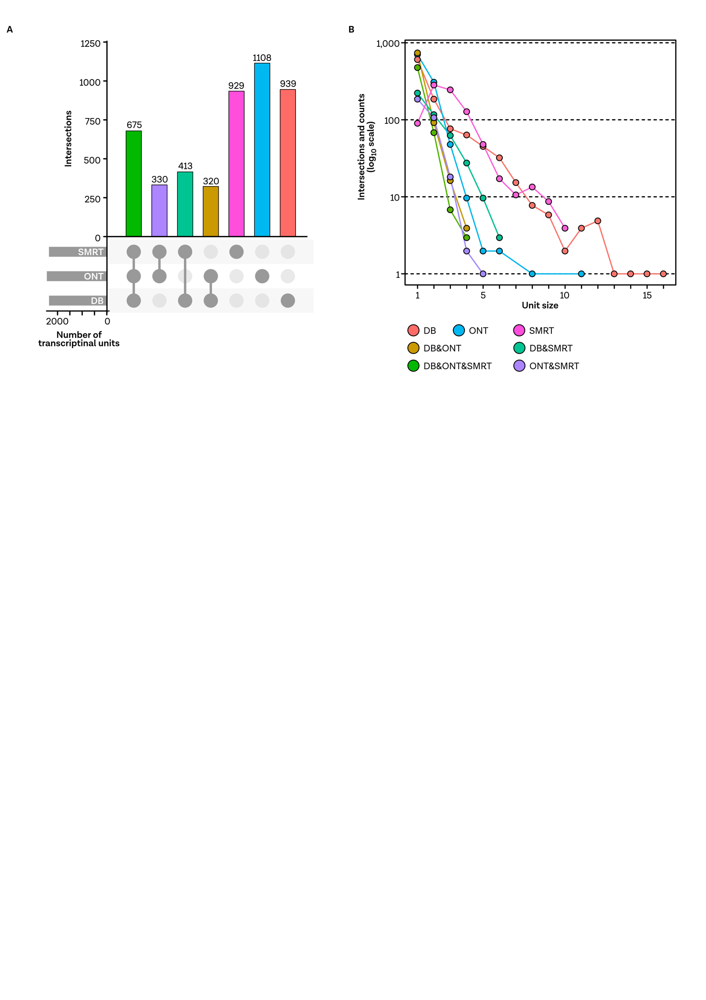 A
1250
1000
750
500
250
0
Intersections
675
330
413
320
929
1108
939
SMRT
ONT
DB
2000 0
Number of
transcriptinal units
B
1,000
100
10
1
Intersections and counts
(log10 scale)
1 5 10 15
Unit size
DB ONT SMRT
DB&ONT DB&SMRT
DB&ONT&SMRT ONT&SMRT